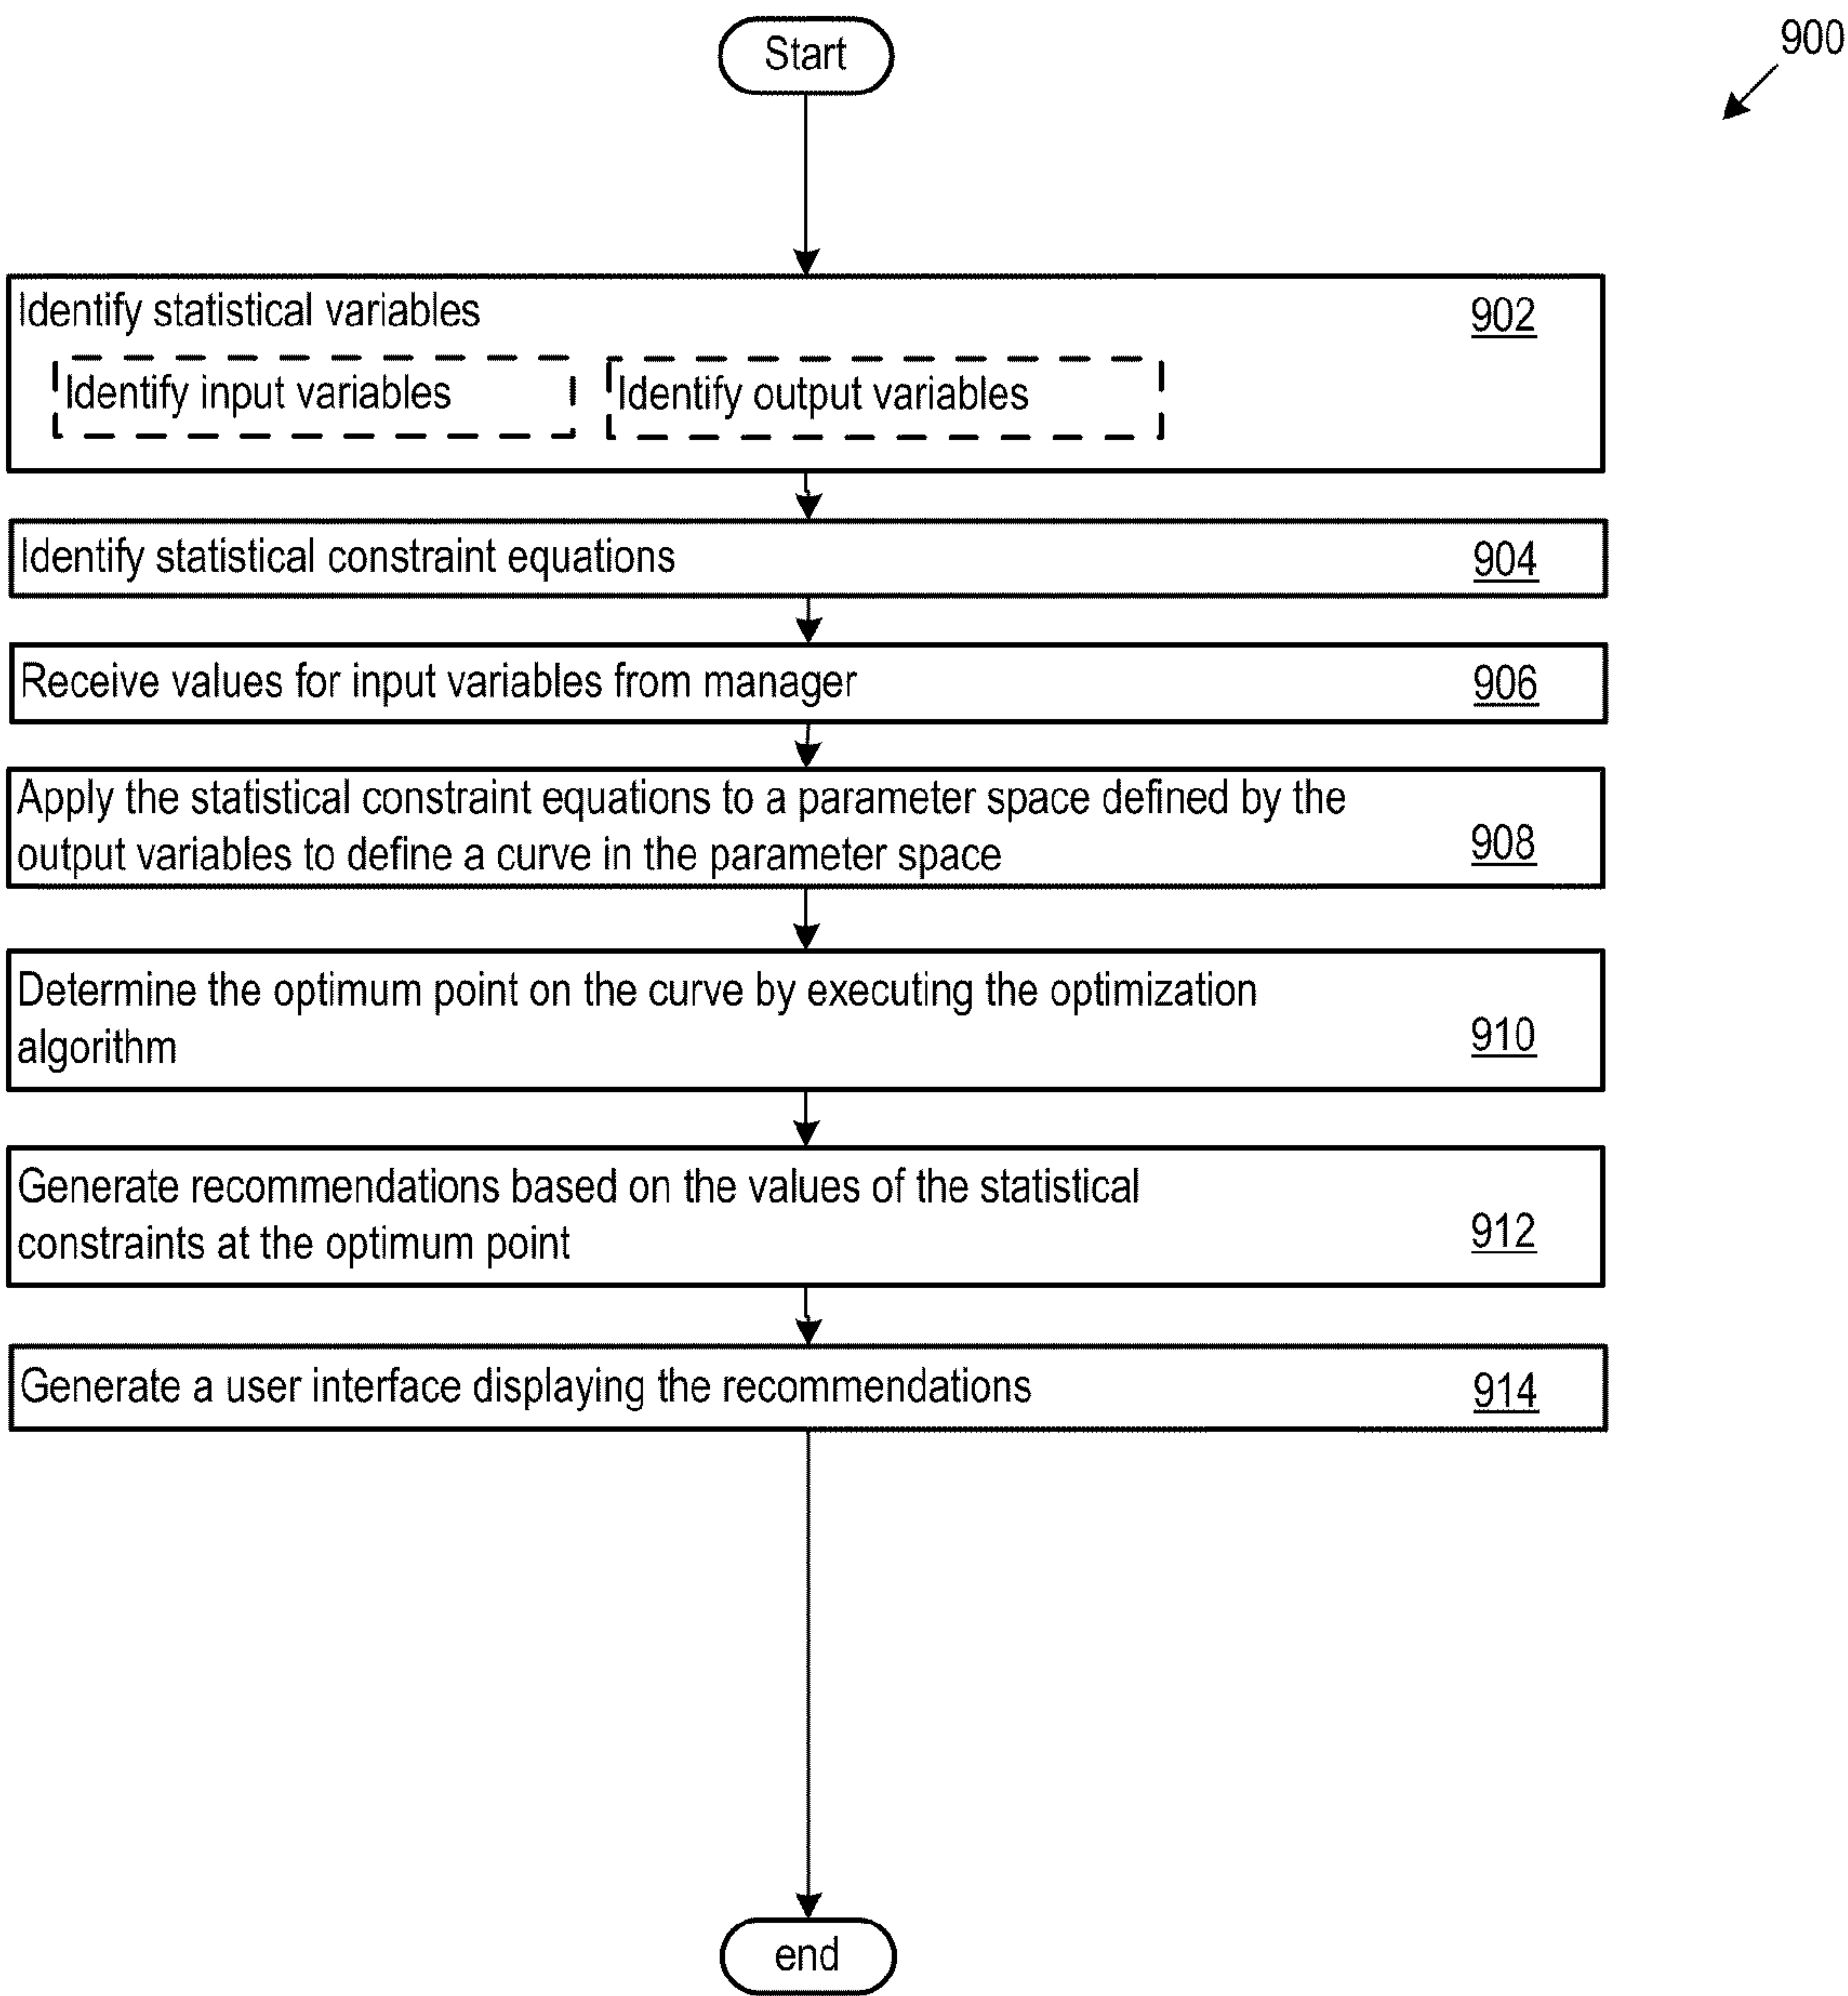 Start
900
Identify statistical variables
902
Identify input variables
Identify output variables
Identify statistical constraint equations
904
Receive values for input variables from manager
906
Apply the statistical constraint equations to a parameter space defined by the
output variables to define a curve in the parameter space
908
Determine the optimum point on the curve by executing the optimization
algorithm
910
Generate recommendations based on the values of the statistical
constraints at the optimum point
912
Generate a user interface displaying the recommendations
914
end